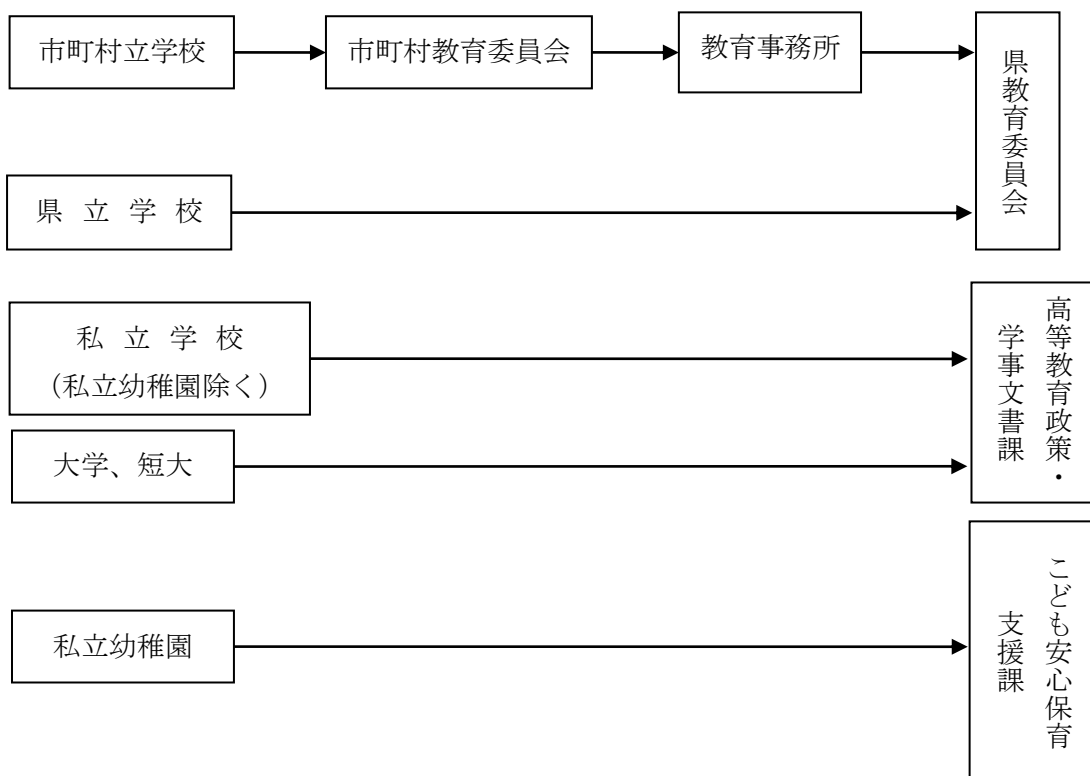 市町村立学校
市町村教育委員会
教育事務所
県教育委員会
県 立 学 校
私 立 学 校
（私立幼稚園除く）
高等教育政策・
学事文書課
大学、短大
こども安心保育
支援課
私立幼稚園